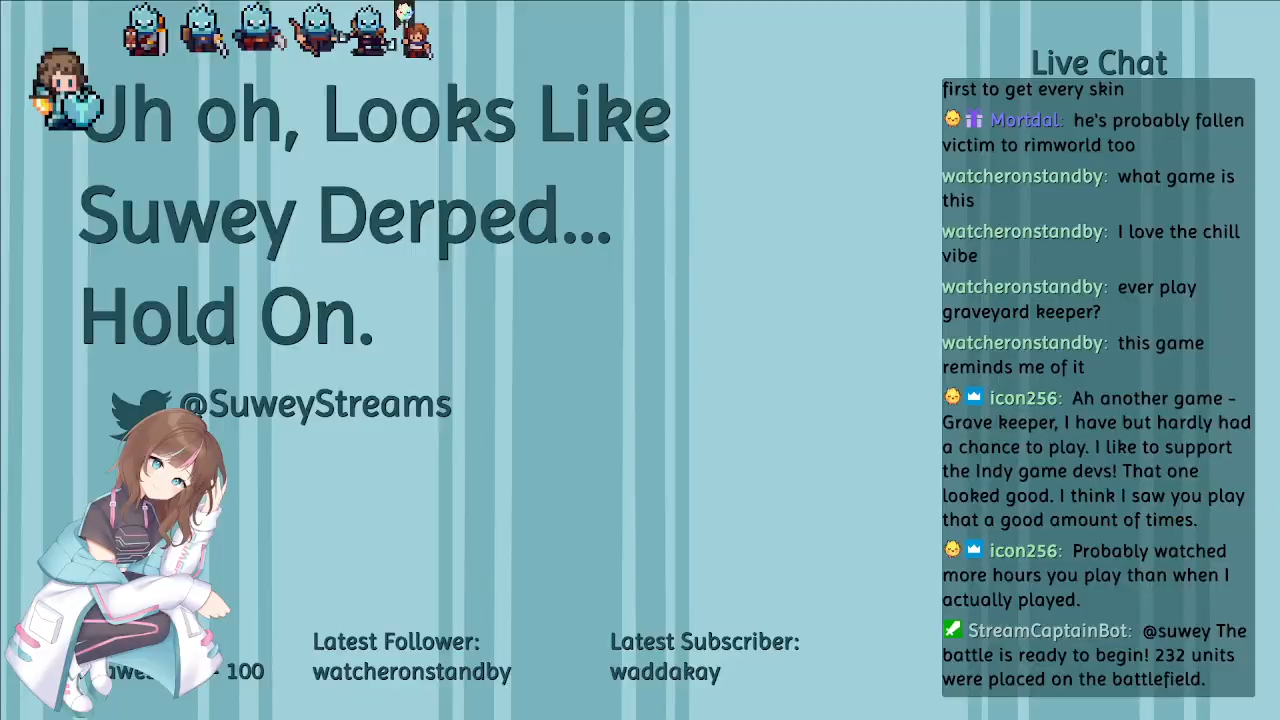 Uh oh, Looks Like
Suwey Derped...
Hold On.
@SuweyStreams
Latest Follower:
watcheronstandby
Latest Subscriber:
waddakay
- 100
Live Chat
first to get every skin
Mortdal: he's probably fallen
victim to rimworld too
watcheronstandby: what game is
this
watcheronstandby: I love the chill
vibe
watcheronstandby: ever play
graveyard keeper?
watcheronstandby: this game
reminds me of it
icon256: Ah another game -
Grave keeper, I have but hardly had
a chance to play. I like to support
the Indy game devs! That one
looked good. I think I saw you play
that a good amount of times.
icon256: Probably watched
more hours you play than when I
actually played.
StreamCaptainBot: @suwey The
battle is ready to begin! 232 units
were placed on the battlefield.